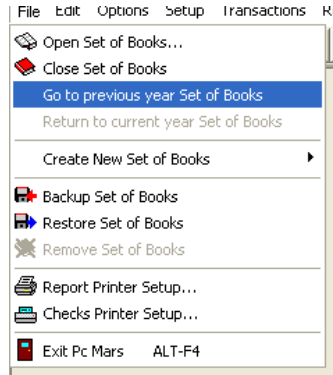 File Edit Options Setup Transactions
Open Set of Books...
Close Set of Books
Go to previous year Set of Books
Return to current year Set of Books
Create New Set of Books
Backup Set of Books
Restore Set of Books
Remove Set of Books
Report Printer Setup...
Checks Printer Setup...
Exit Pc Mars ALT-F4